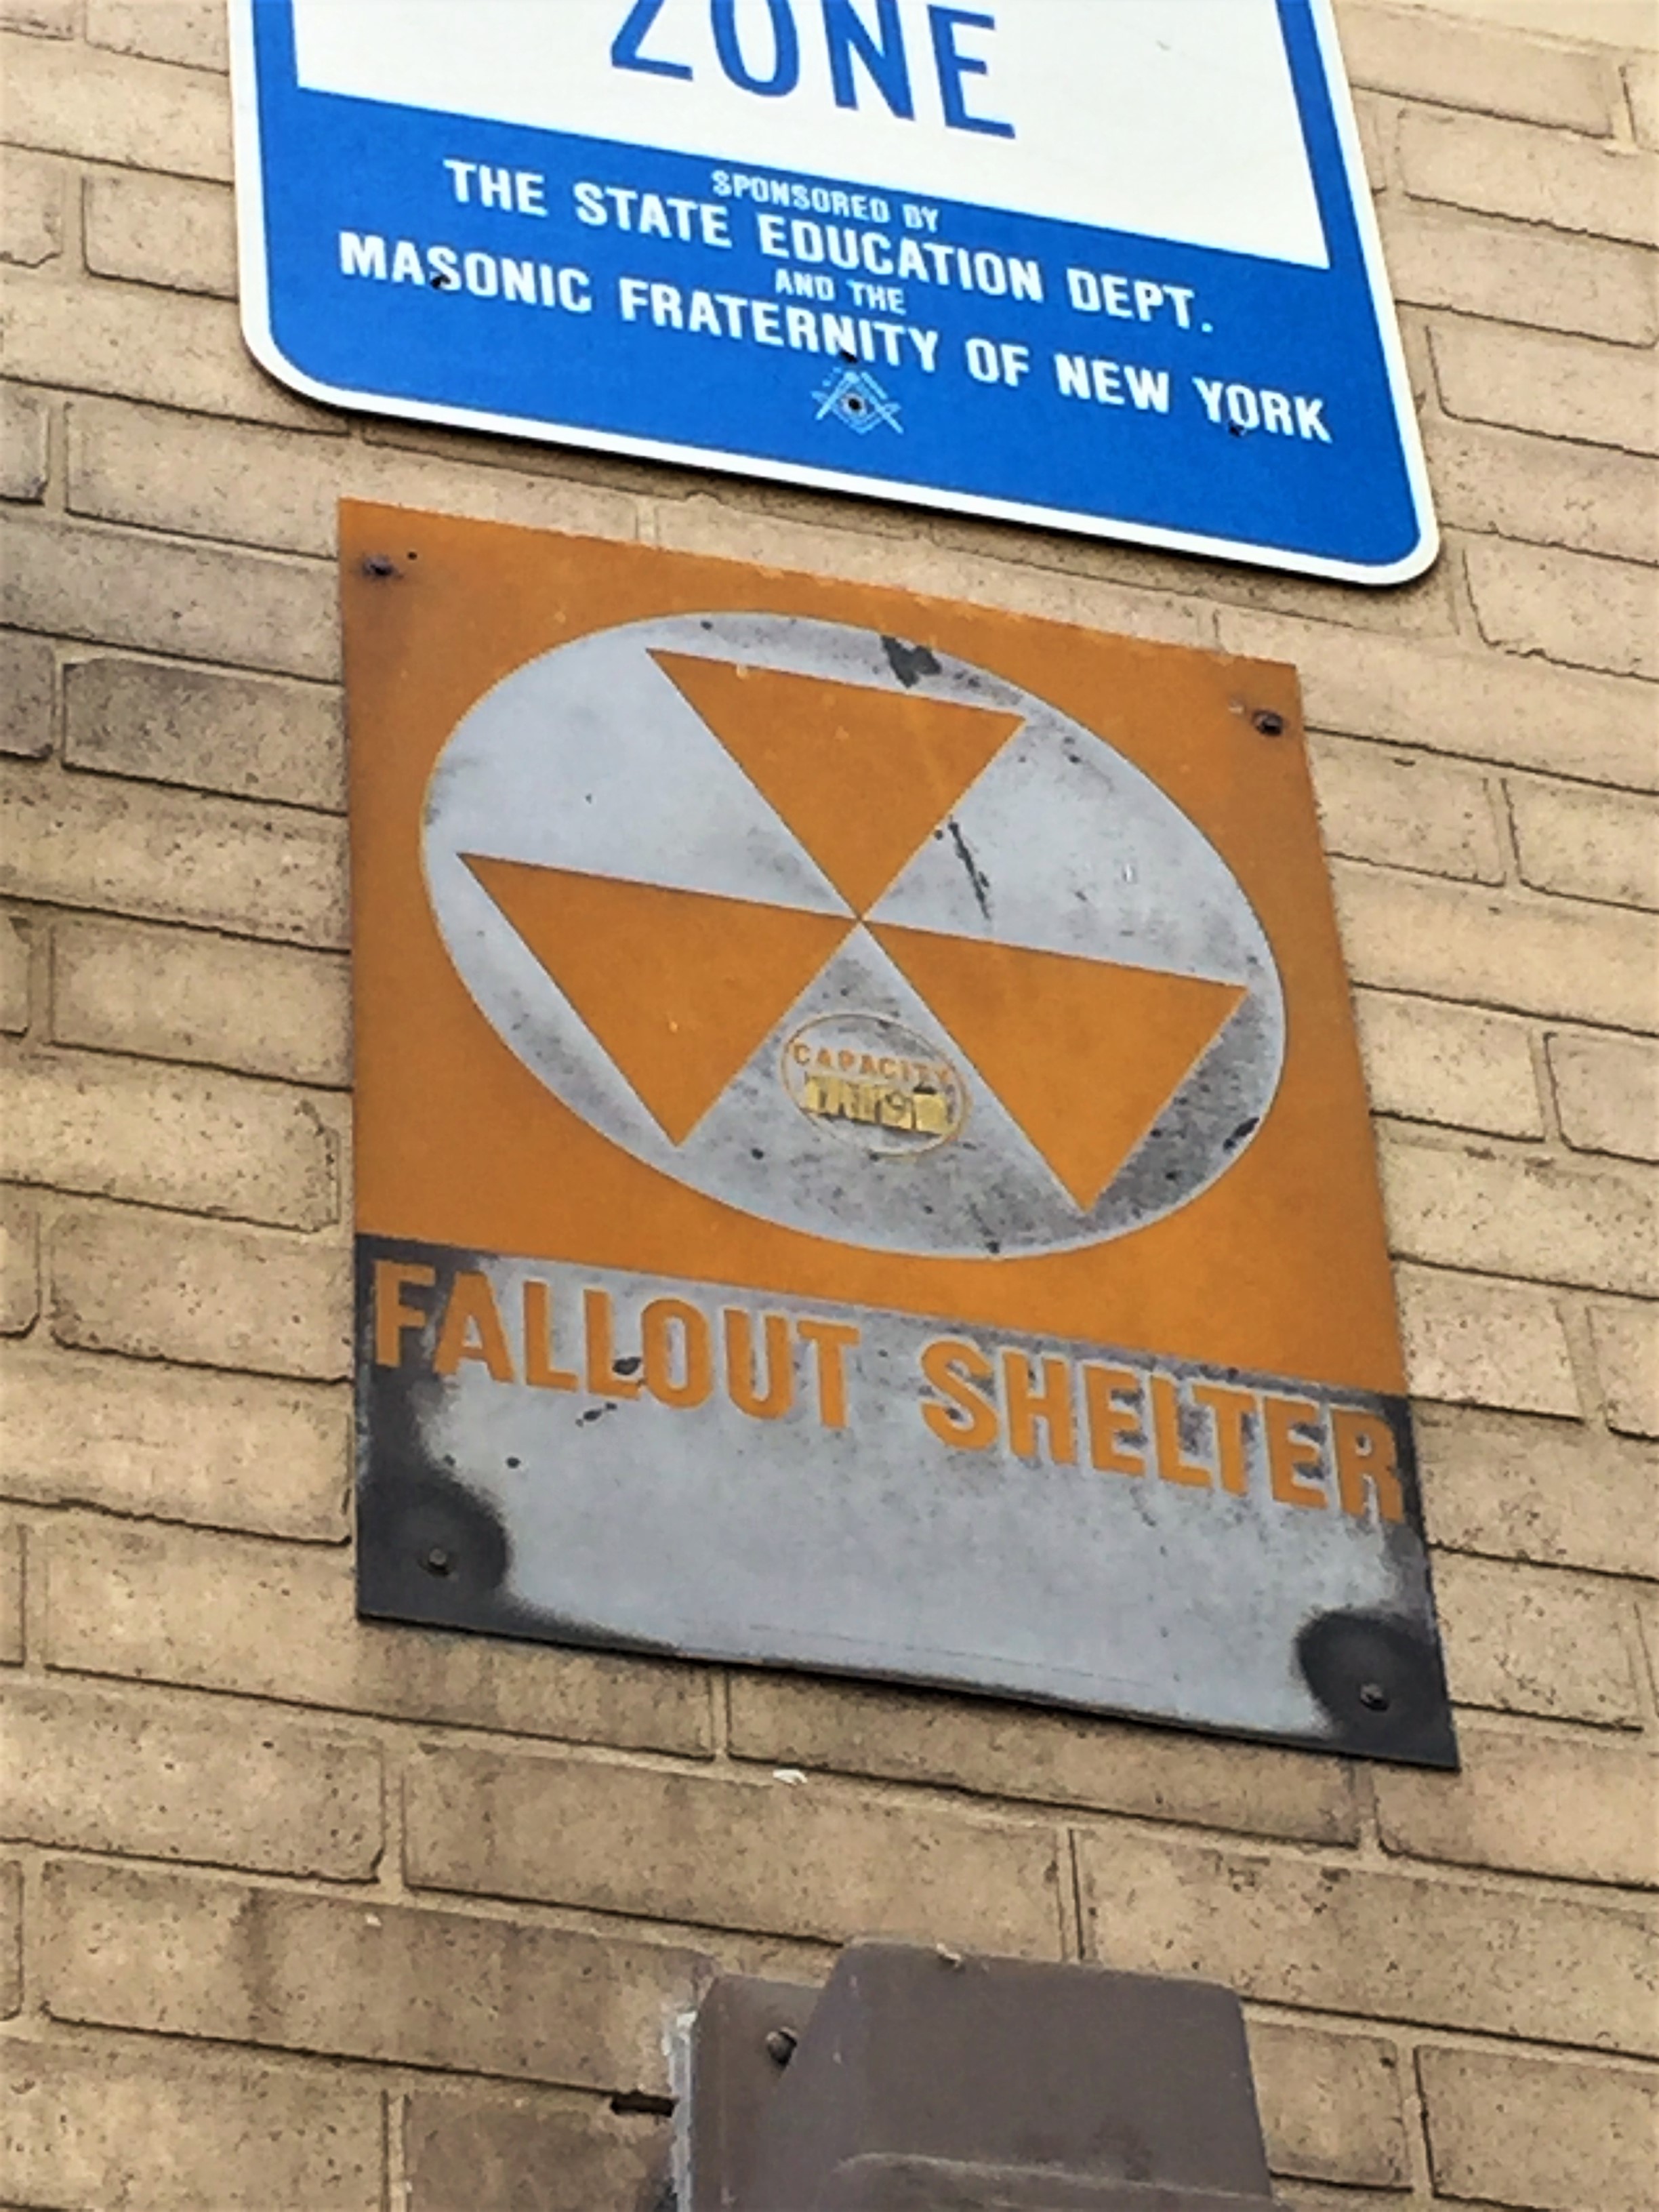 ZONE
SPONSORED BY
THE STATE EDUCATION DEPT.
AND THE
MASONIC FRATERNITY OF NEW YORK
CAPACITY
FALLOUT SHELTER